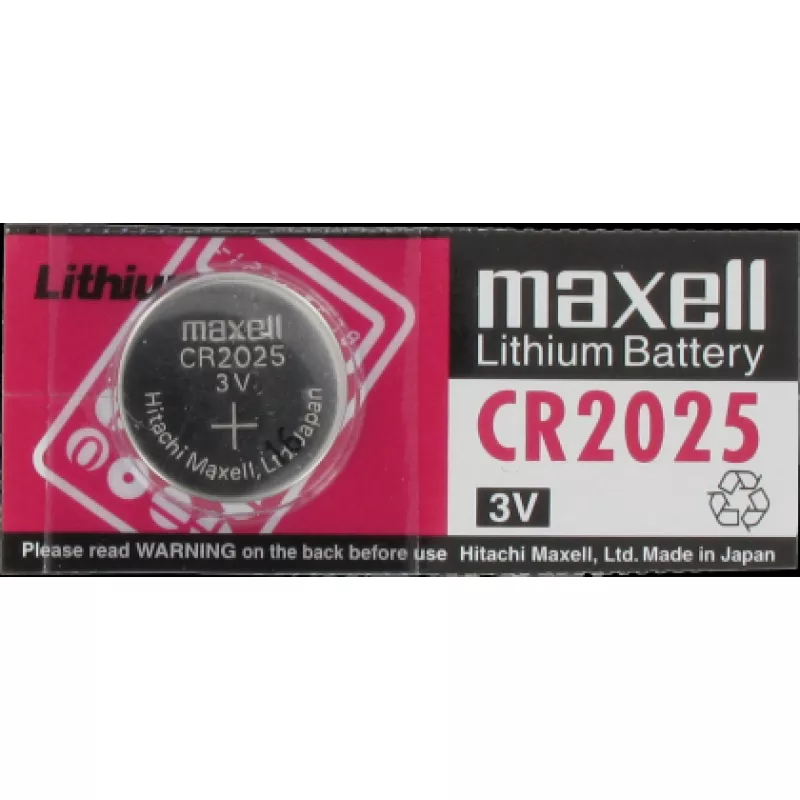 Lithiu
maxell
CR2025
3V
+
Hitachi Maxell, Ltd. Japan
16
maxell
Lithium Battery
CR2025
3V
Please read WARNING on the back before use
Hitachi Maxell, Ltd. Made in Japan